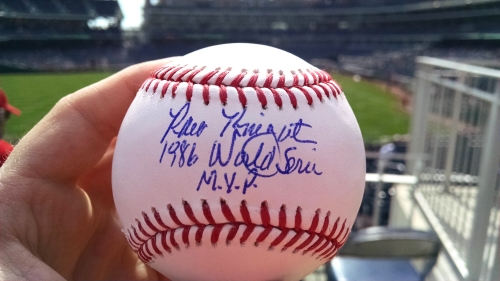 Ray Knight
1986 World Series
M.V.P.